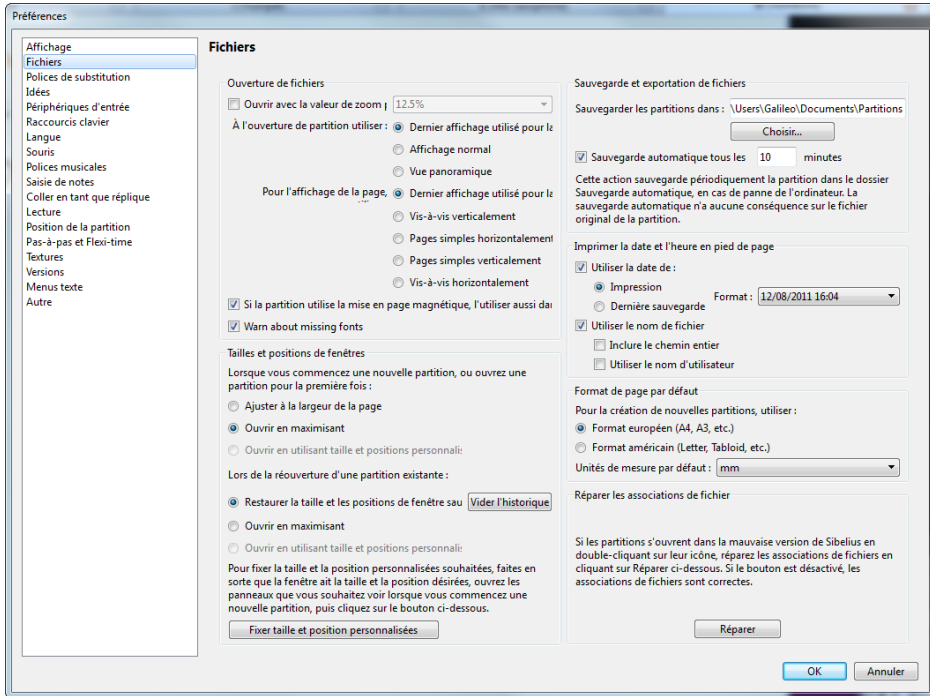 Préférences
Affichage
Fichiers
Polices de substitution
Idées
Périphériques d'entrée
Raccourcis clavier
Langue
Souris
Polices musicales
Saisie de notes
Coller en tant que réplique
Lecture
Position de la partition
Pas-à-pas et Flexi-time
Textures
Versions
Menus texte
Autre
Fichiers
Ouverture de fichiers
Ouvrir avec la valeur de zoom
12.5%
À l'ouverture de partition utiliser :
Dernier affichage utilisé pour la
Affichage normal
Vue panoramique
Pour l'affichage de la page,
Dernier affichage utilisé pour la
Vis-à-vis verticalement
Pages simples horizontalement
Pages simples verticalement
Vis-à-vis horizontalement
Si la partition utilise la mise en page magnétique, l'utiliser aussi dan
Warn about missing fonts
Tailles et positions de fenêtres
Lorsque vous commencez une nouvelle partition, ou ouvrez une
partition pour la première fois :
Ajuster à la largeur de la page
Ouvrir en maximisant
Ouvrir en utilisant taille et positions personnalis
Lors de la réouverture d'une partition existante :
Restaurer la taille et les positions de fenêtre sau
Vider l'historique
Ouvrir en maximisant
Ouvrir en utilisant taille et positions personnalis
Pour fixer la taille et la position personnalisées souhaitées, faites en
sorte que la fenêtre ait la taille et la position désirées, ouvrez les
panneaux que vous souhaitez voir lorsque vous commencez une
nouvelle partition, puis cliquez sur le bouton ci-dessous.
Fixer taille et position personnalisées
Sauvegarde et exportation de fichiers
Sauvegarder les partitions dans :
\Users\Galileo\Documents\Partitions
Choisir...
Sauvegarde automatique tous les 10 minutes
Cette action sauvegarde périodiquement la partition dans le dossier
Sauvegarde automatique, en cas de panne de l'ordinateur. La
sauvegarde automatique n'a aucune conséquence sur le fichier
original de la partition.
Imprimer la date et l'heure en pied de page
Utiliser la date de :
Impression
Dernière sauvegarde
Format : 12/08/2011 16:04
Utiliser le nom de fichier
Inclure le chemin entier
Utiliser le nom d'utilisateur
Format de page par défaut
Pour la création de nouvelles partitions, utiliser :
Format européen (A4, A3, etc.)
Format américain (Letter, Tabloid, etc.)
Unités de mesure par défaut : mm
Réparer les associations de fichier
Si les partitions s'ouvrent dans la mauvaise version de Sibelius en
double-cliquant sur leur icône, réparez les associations de fichiers en
cliquant sur Réparer ci-dessous. Si le bouton est désactivé, les
associations de fichiers sont correctes.
Réparer
OK
Annuler